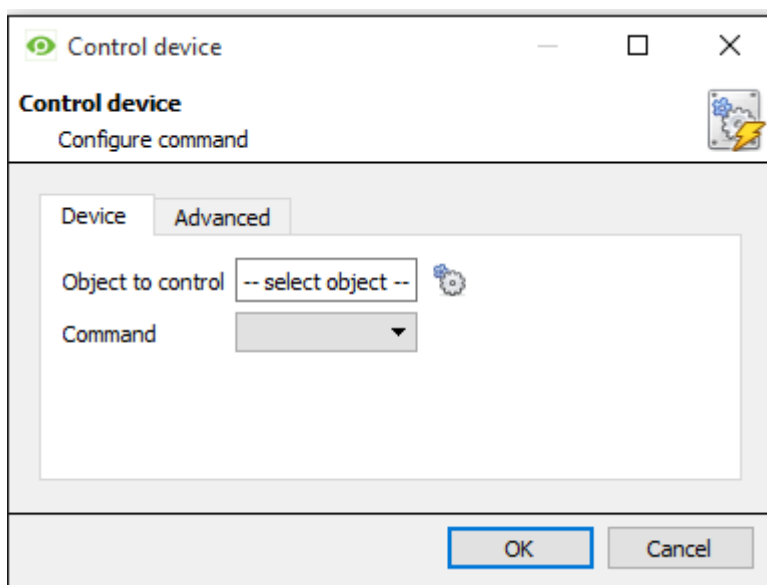 Control device
Control device
Configure command
Device Advanced
Object to control -- select object --
Command
OK Cancel